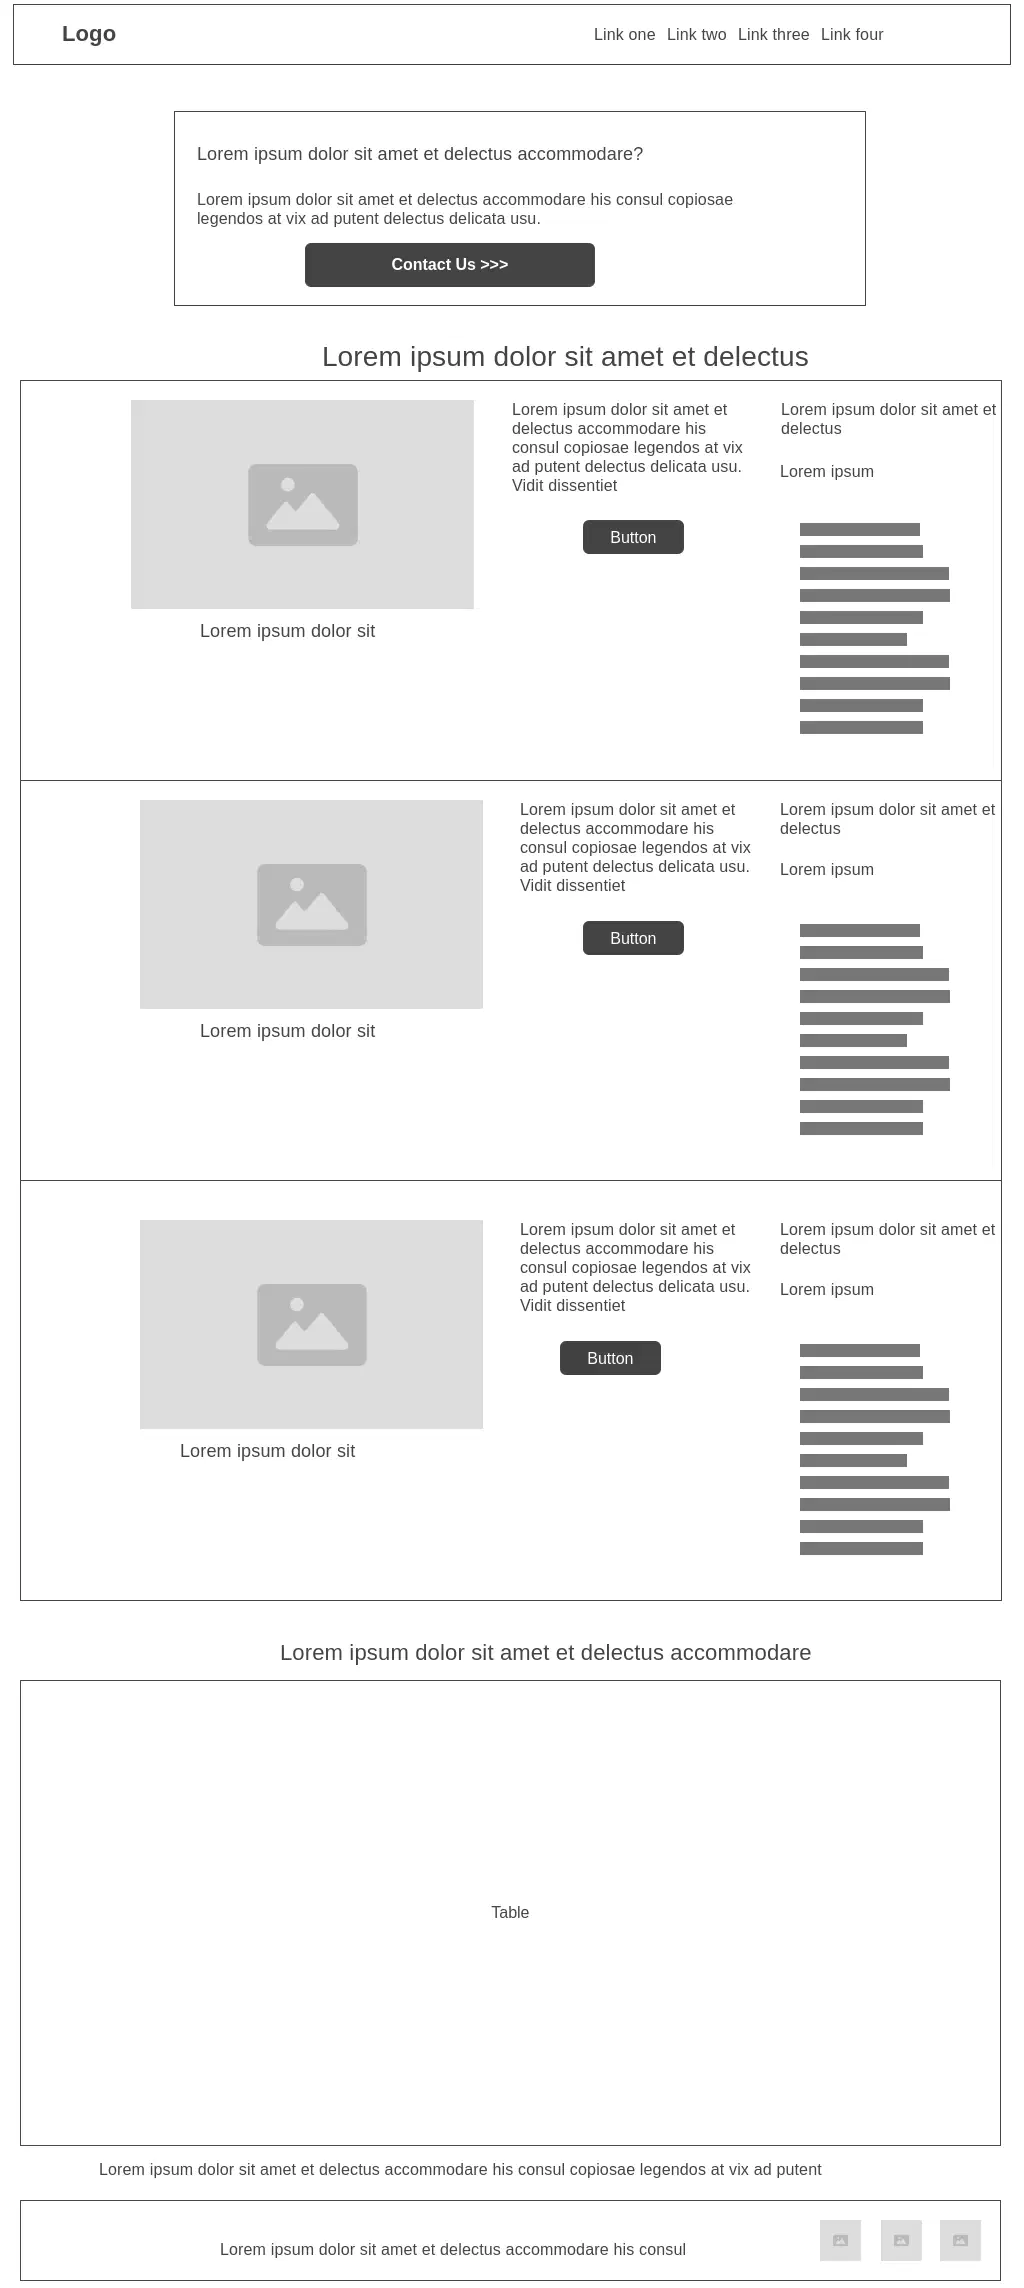 Logo
Link one Link two Link three Link four
Lorem ipsum dolor sit amet et delectus accommodare?
Lorem ipsum dolor sit amet et delectus accommodare his consul copiosae
legendos at vix ad putent delectus delicata usu.
Contact Us >>>
Lorem ipsum dolor sit amet et delectus
Lorem ipsum dolor sit
Lorem ipsum dolor sit amet et
delectus accommodare his
consul copiosae legendos at vix
ad putent delectus delicata usu.
Vidit dissentiet
Button
Lorem ipsum dolor sit amet et
delectus
Lorem ipsum
Lorem ipsum dolor sit
Lorem ipsum dolor sit amet et
delectus accommodare his
consul copiosae legendos at vix
ad putent delectus delicata usu.
Vidit dissentiet
Button
Lorem ipsum dolor sit amet et
delectus
Lorem ipsum
Lorem ipsum dolor sit
Lorem ipsum dolor sit amet et
delectus accommodare his
consul copiosae legendos at vix
ad putent delectus delicata usu.
Vidit dissentiet
Button
Lorem ipsum dolor sit amet et
delectus
Lorem ipsum
Lorem ipsum dolor sit amet et delectus accommodare
Table
Lorem ipsum dolor sit amet et delectus accommodare his consul copiosae legendos at vix ad putent
Lorem ipsum dolor sit amet et delectus accommodare his consul